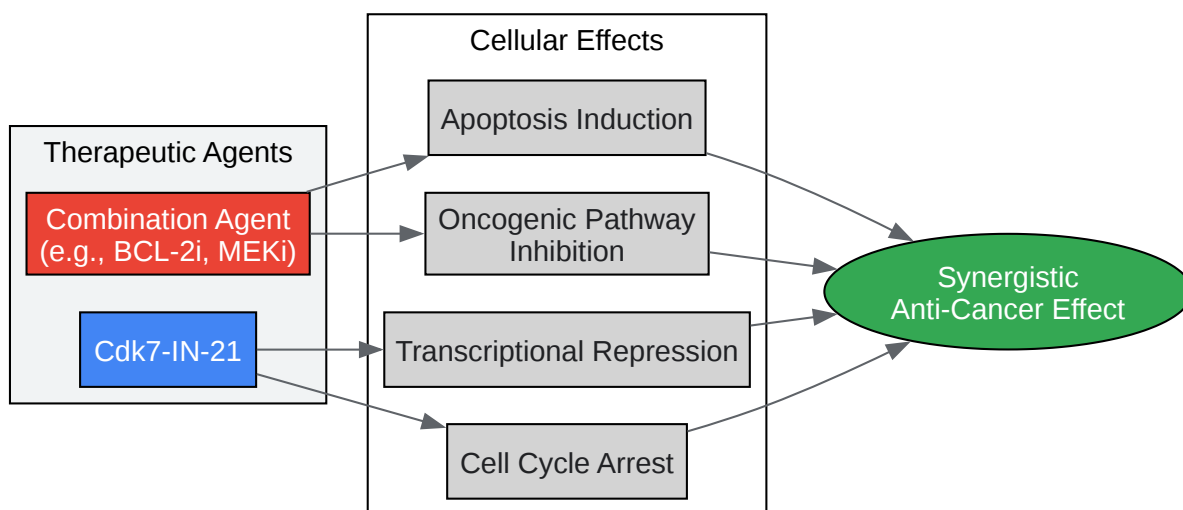 Cellular Effects
Apoptosis Induction
Therapeutic Agents
Combination Agent
(e.g., BCL-2i, MEKi)
Oncogenic Pathway
Inhibition
Synergistic
Anti-Cancer Effect
Cdk7-IN-21
Transcriptional Repression
Cell Cycle Arrest